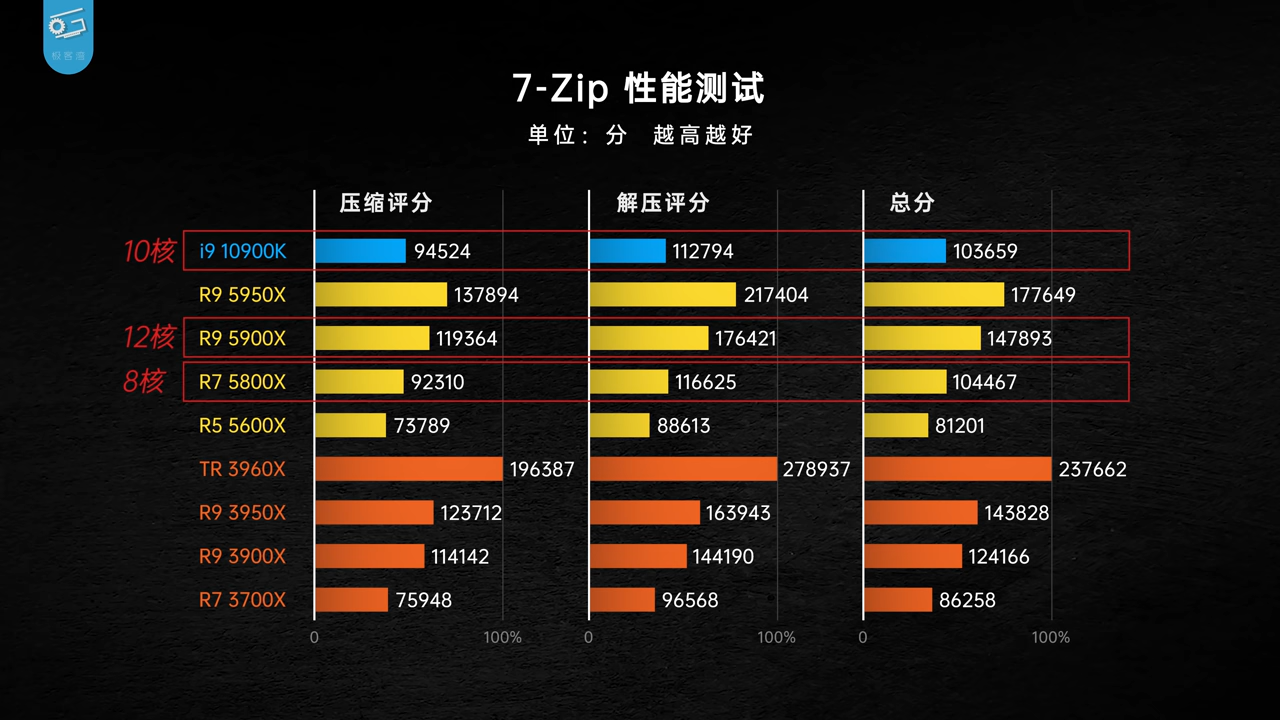 极客湾
7-Zip 性能测试
单位：分 越高越好
压缩评分 解压评分 总分
10核 i9 10900K 94524 112794 103659
R9 5950X 137894 217404 177649
12核 R9 5900X 119364 176421 147893
8核 R7 5800X 92310 116625 104467
R5 5600X 73789 88613 81201
TR 3960X 196387 278937 237662
R9 3950X 123712 163943 143828
R9 3900X 114142 144190 124166
R7 3700X 75948 96568 86258
0 100% 0 100% 0 100%